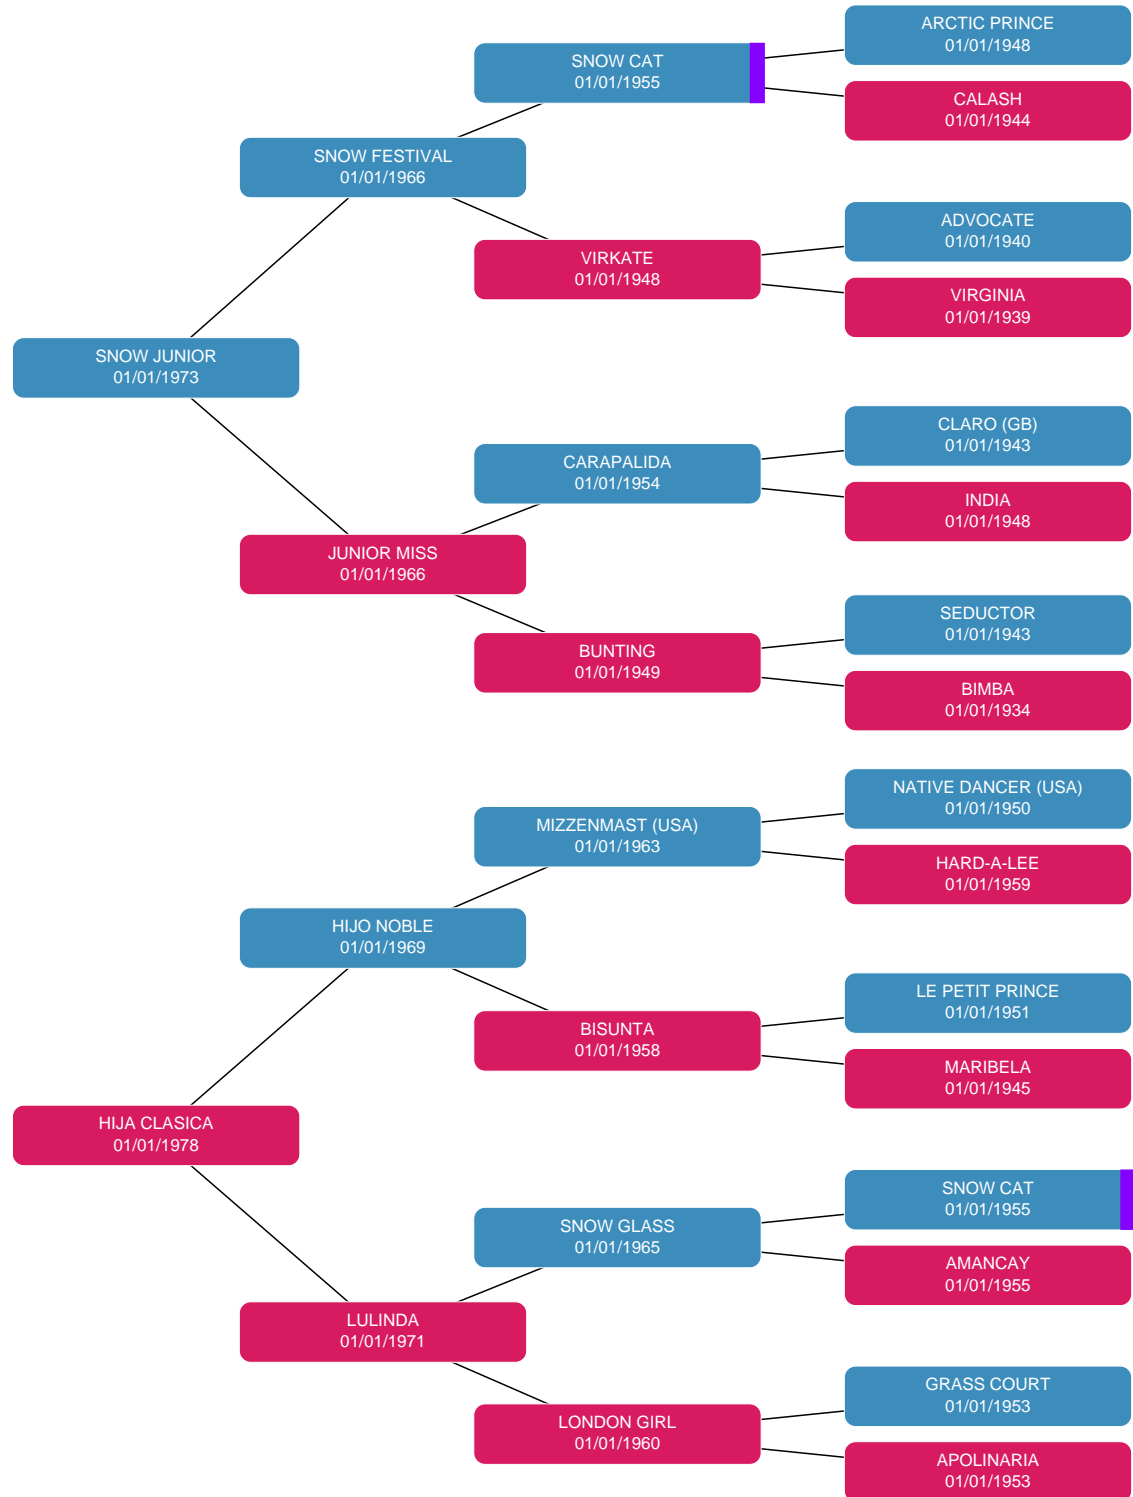 ARCTIC PRINCE
01/01/1948
SNOW CAT
01/01/1955
CALASH
01/01/1944
SNOW FESTIVAL
01/01/1966
ADVOCATE
01/01/1940
VIRKATE
01/01/1948
VIRGINIA
01/01/1939
SNOW JUNIOR
01/01/1973
CLARO (GB)
01/01/1943
CARAPALIDA
01/01/1954
INDIA
01/01/1948
JUNIOR MISS
01/01/1966
SEDUCTOR
01/01/1943
BUNTING
01/01/1949
BIMBA
01/01/1934
NATIVE DANCER (USA)
01/01/1950
MIZZENMAST (USA)
01/01/1963
HARD-A-LEE
01/01/1959
HIJO NOBLE
01/01/1969
LE PETIT PRINCE
01/01/1951
BISUNTA
01/01/1958
MARIBELA
01/01/1945
HIJA CLASICA
01/01/1978
SNOW CAT
01/01/1955
SNOW GLASS
01/01/1965
AMANCAY
01/01/1955
LULINDA
01/01/1971
GRASS COURT
01/01/1953
LONDON GIRL
01/01/1960
APOLINARIA
01/01/1953